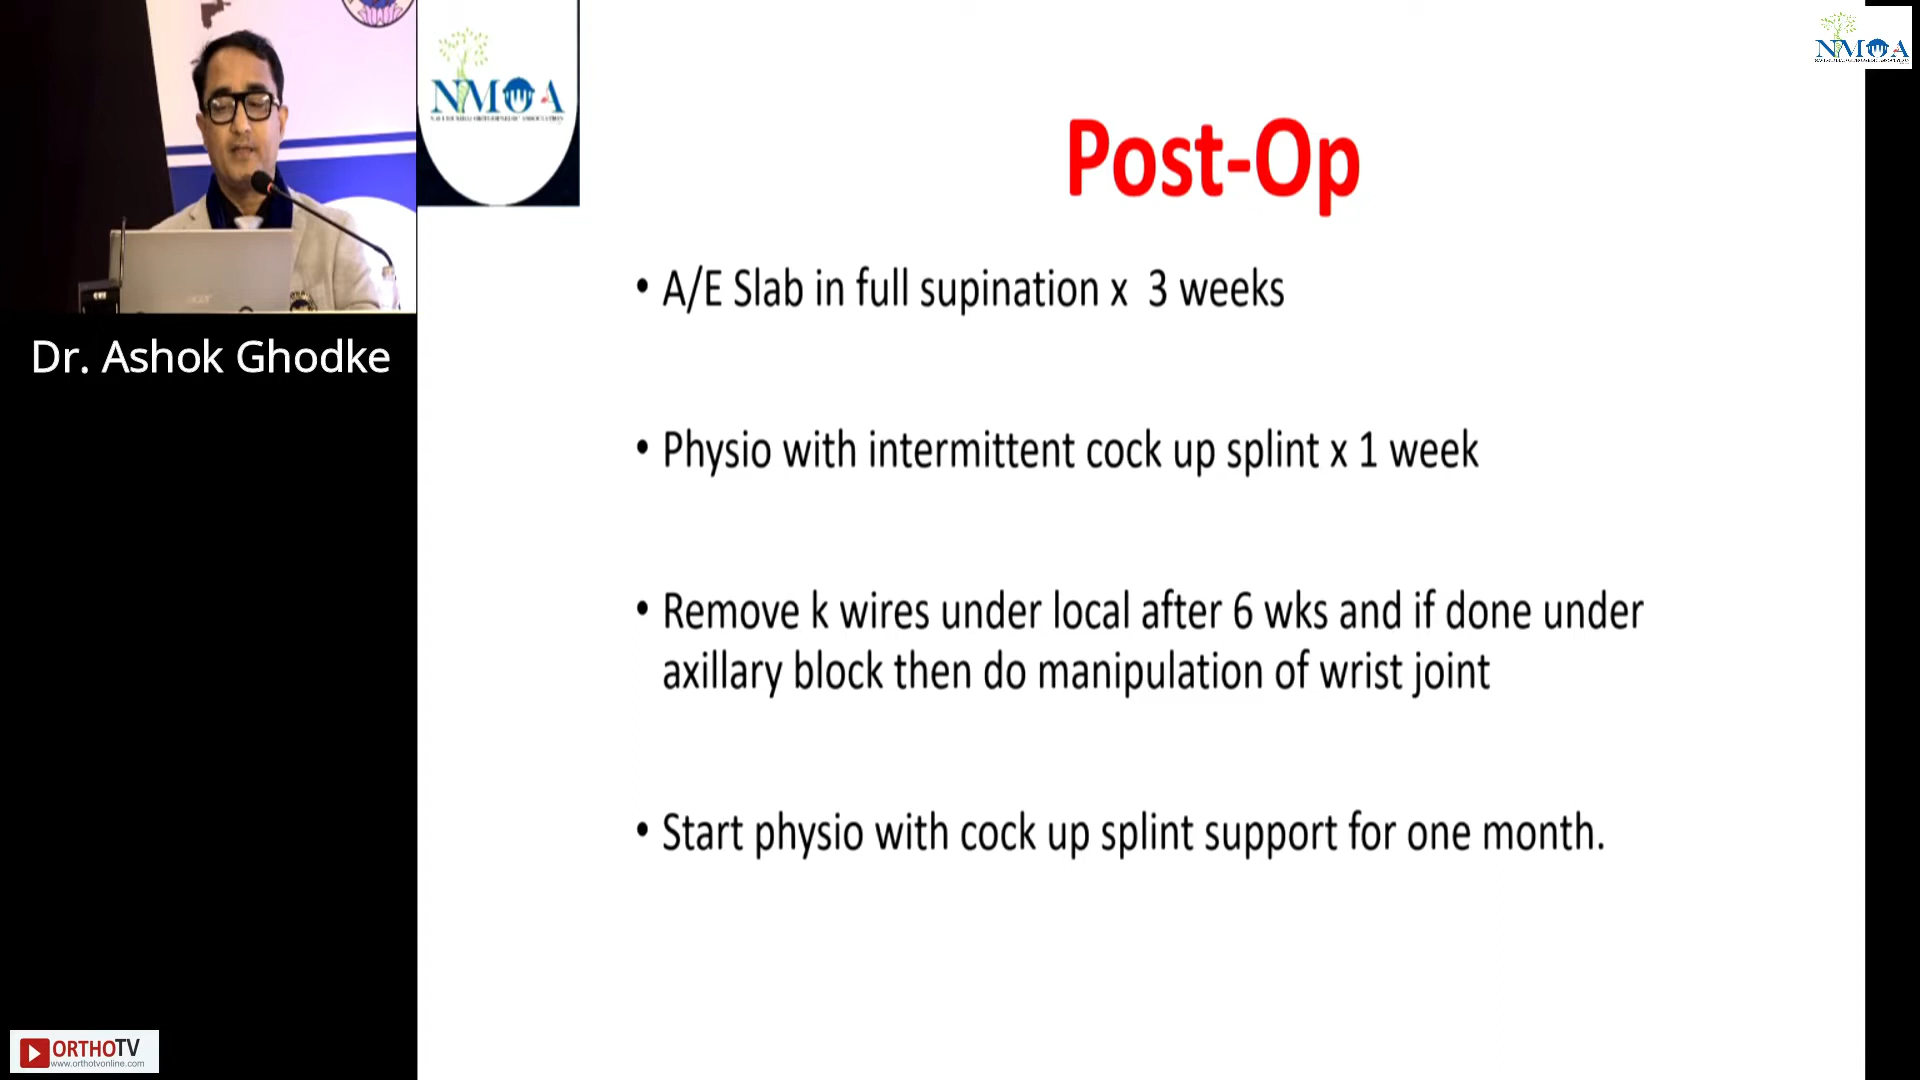 NMOA
NMOA
Post-Op
• A/E Slab in full supination x 3 weeks
• Physio with intermittent cock up splint x 1 week
• Remove k wires under local after 6 wks and if done under
axillary block then do manipulation of wrist joint
• Start physio with cock up splint support for one month.
Dr. Ashok Ghodke
ORTHOTV
www.orthotvonline.com